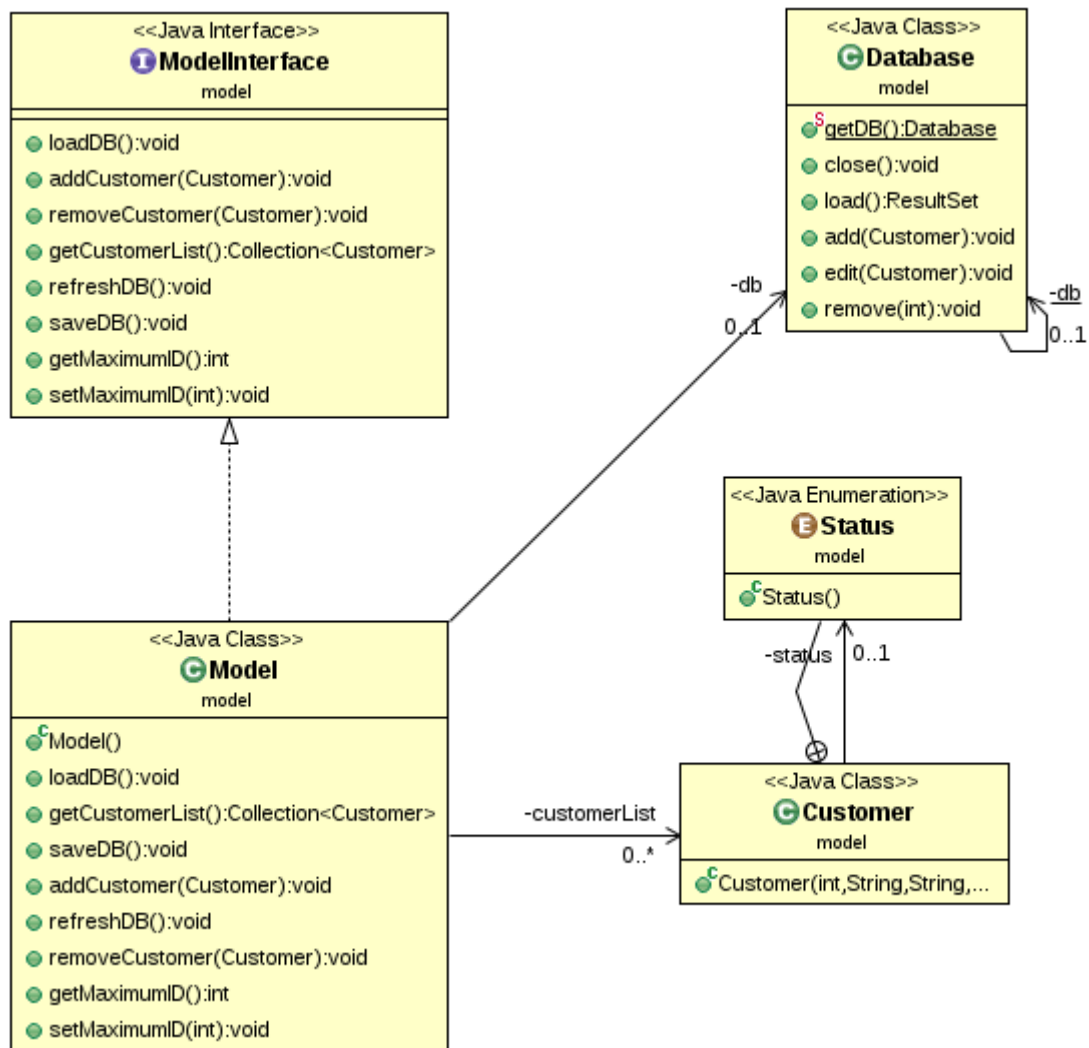 <<Java Interface>>
I ModelInterface
model
loadDB():void
addCustomer(Customer):void
removeCustomer(Customer):void
getCustomerList():Collection<Customer>
refreshDB():void
saveDB():void
getMaximumID():int
setMaximumID(int):void
<<Java Class>>
C Database
model
S getDB():Database
close():void
load():ResultSet
add(Customer):void
edit(Customer):void
remove(int):void
-db
0..1
-db
0..1
<<Java Enumeration>>
E Status
model
C Status()
-status
0..1
<<Java Class>>
C Model
model
C Model()
loadDB():void
getCustomerList():Collection<Customer>
saveDB():void
addCustomer(Customer):void
refreshDB():void
removeCustomer(Customer):void
getMaximumID():int
setMaximumID(int):void
-customerList
0..*
<<Java Class>>
C Customer
model
C Customer(int,String,String,...